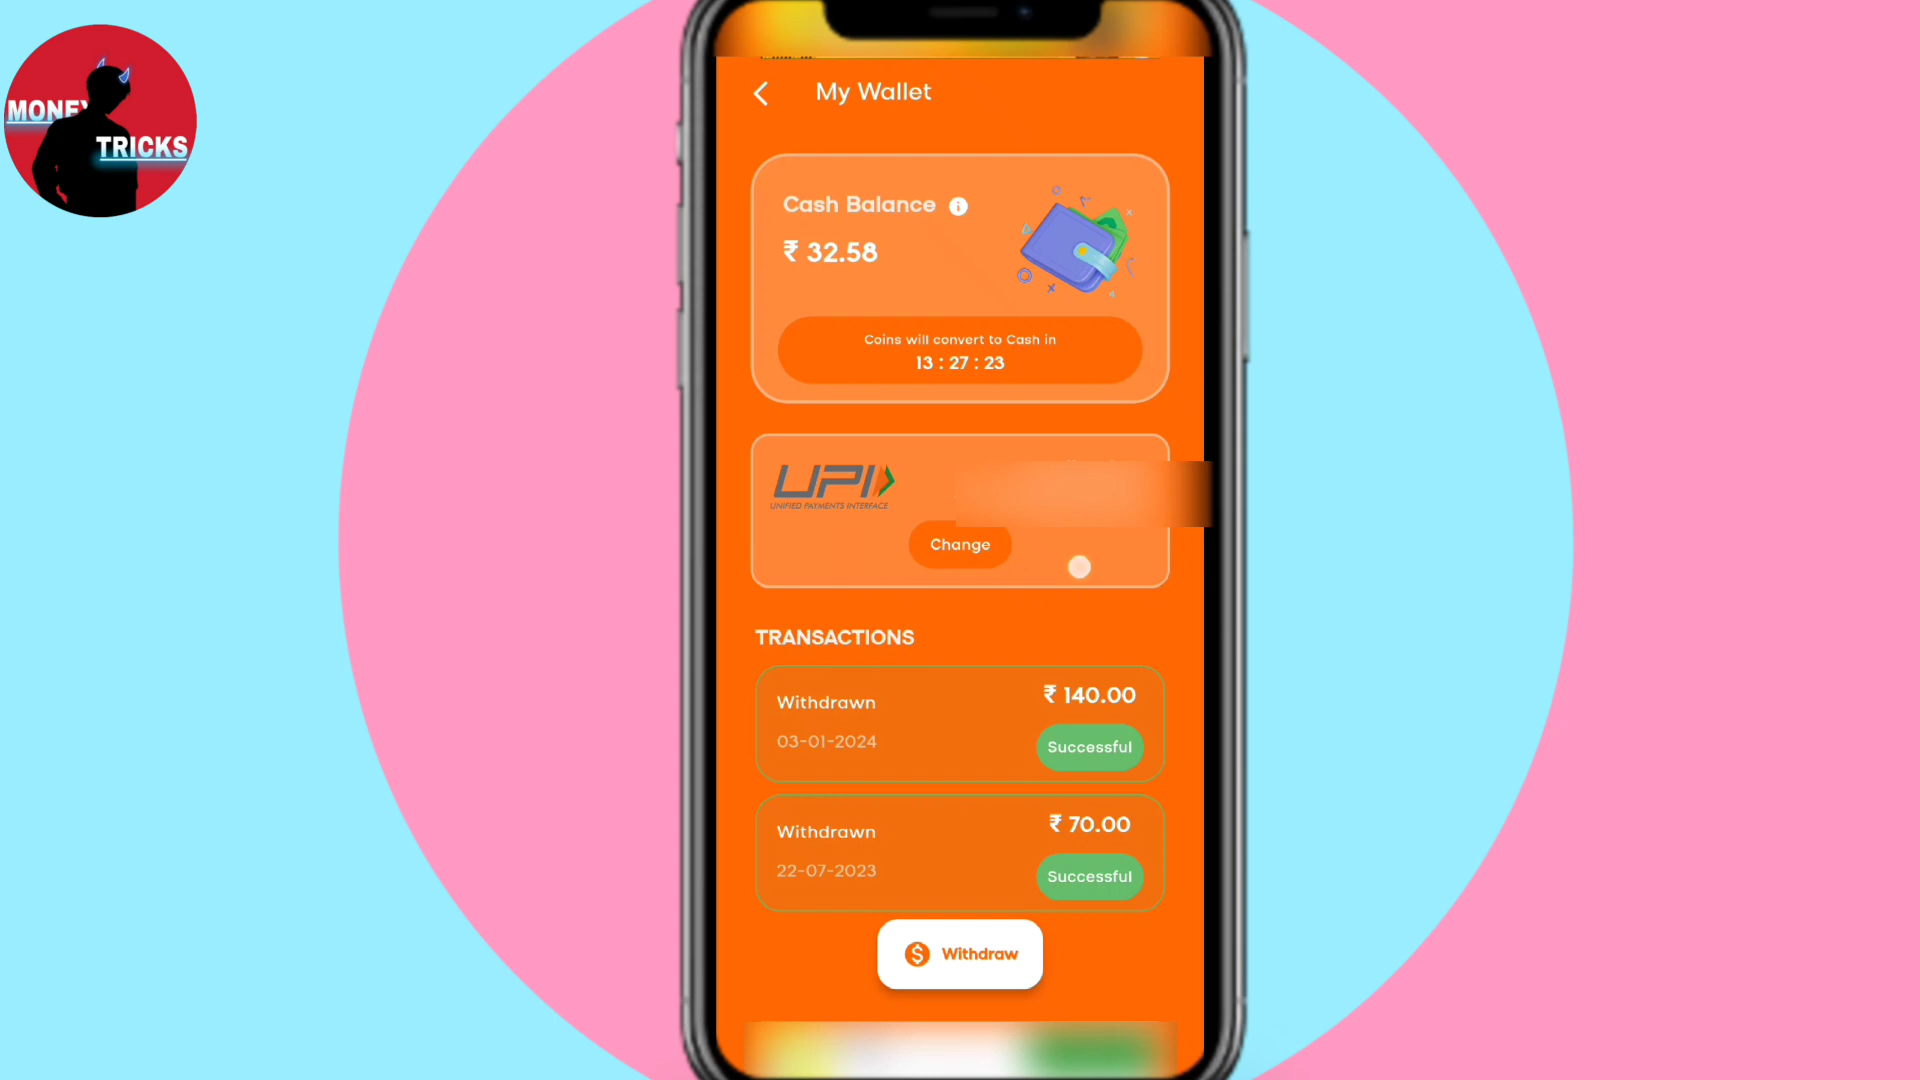 MONEY
TRICKS
My Wallet
Cash Balance
₹ 32.58
Coins will convert to Cash in
13 : 27 : 23
UPI
UNIFIED PAYMENTS INTERFACE
Change
TRANSACTIONS
Withdrawn
₹ 140.00
03-01-2024
Successful
Withdrawn
₹ 70.00
22-07-2023
Successful
Withdraw